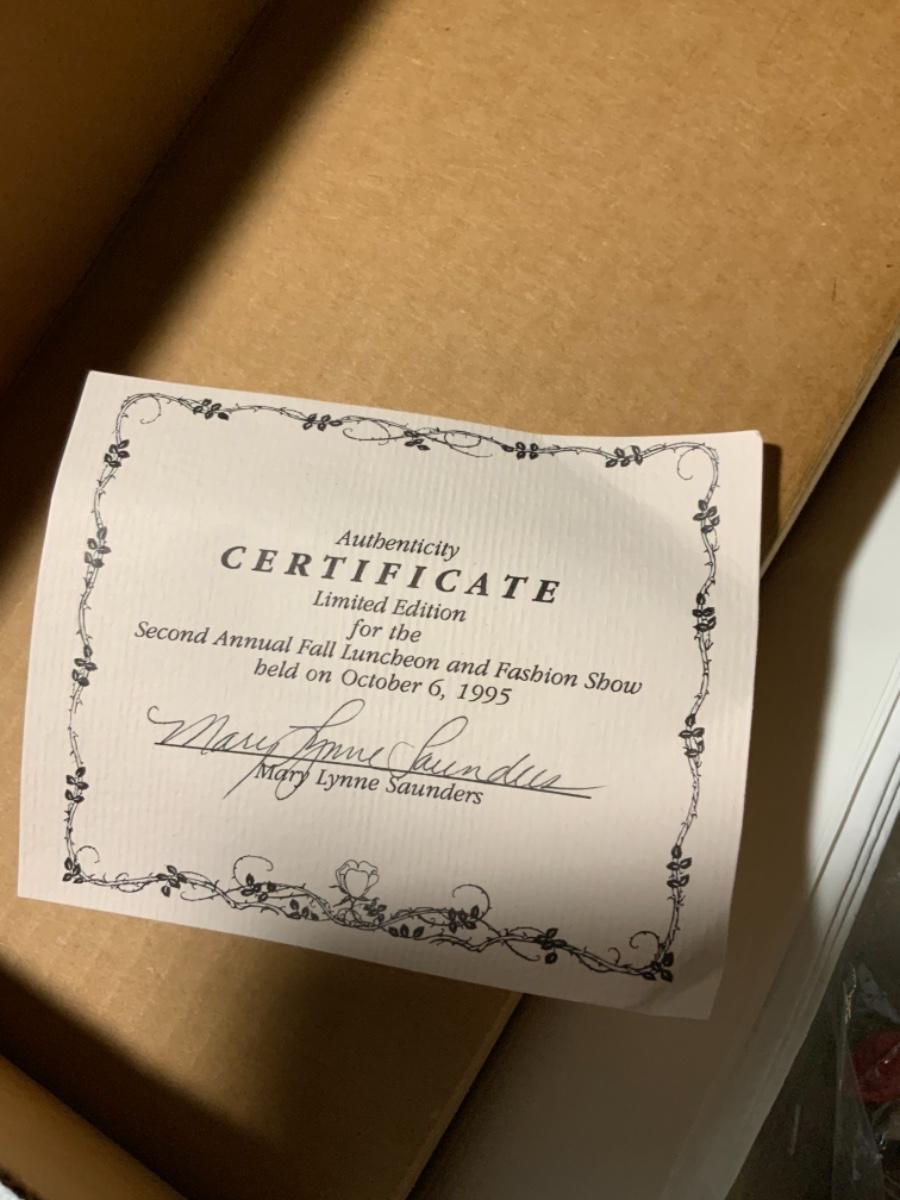 Authenticity
CERTIFICATE
Limited Edition
for the
Second Annual Fall Luncheon and Fashion Show
held on October 6, 1995
Mary Lynne Saunders
Mary Lynne Saunders